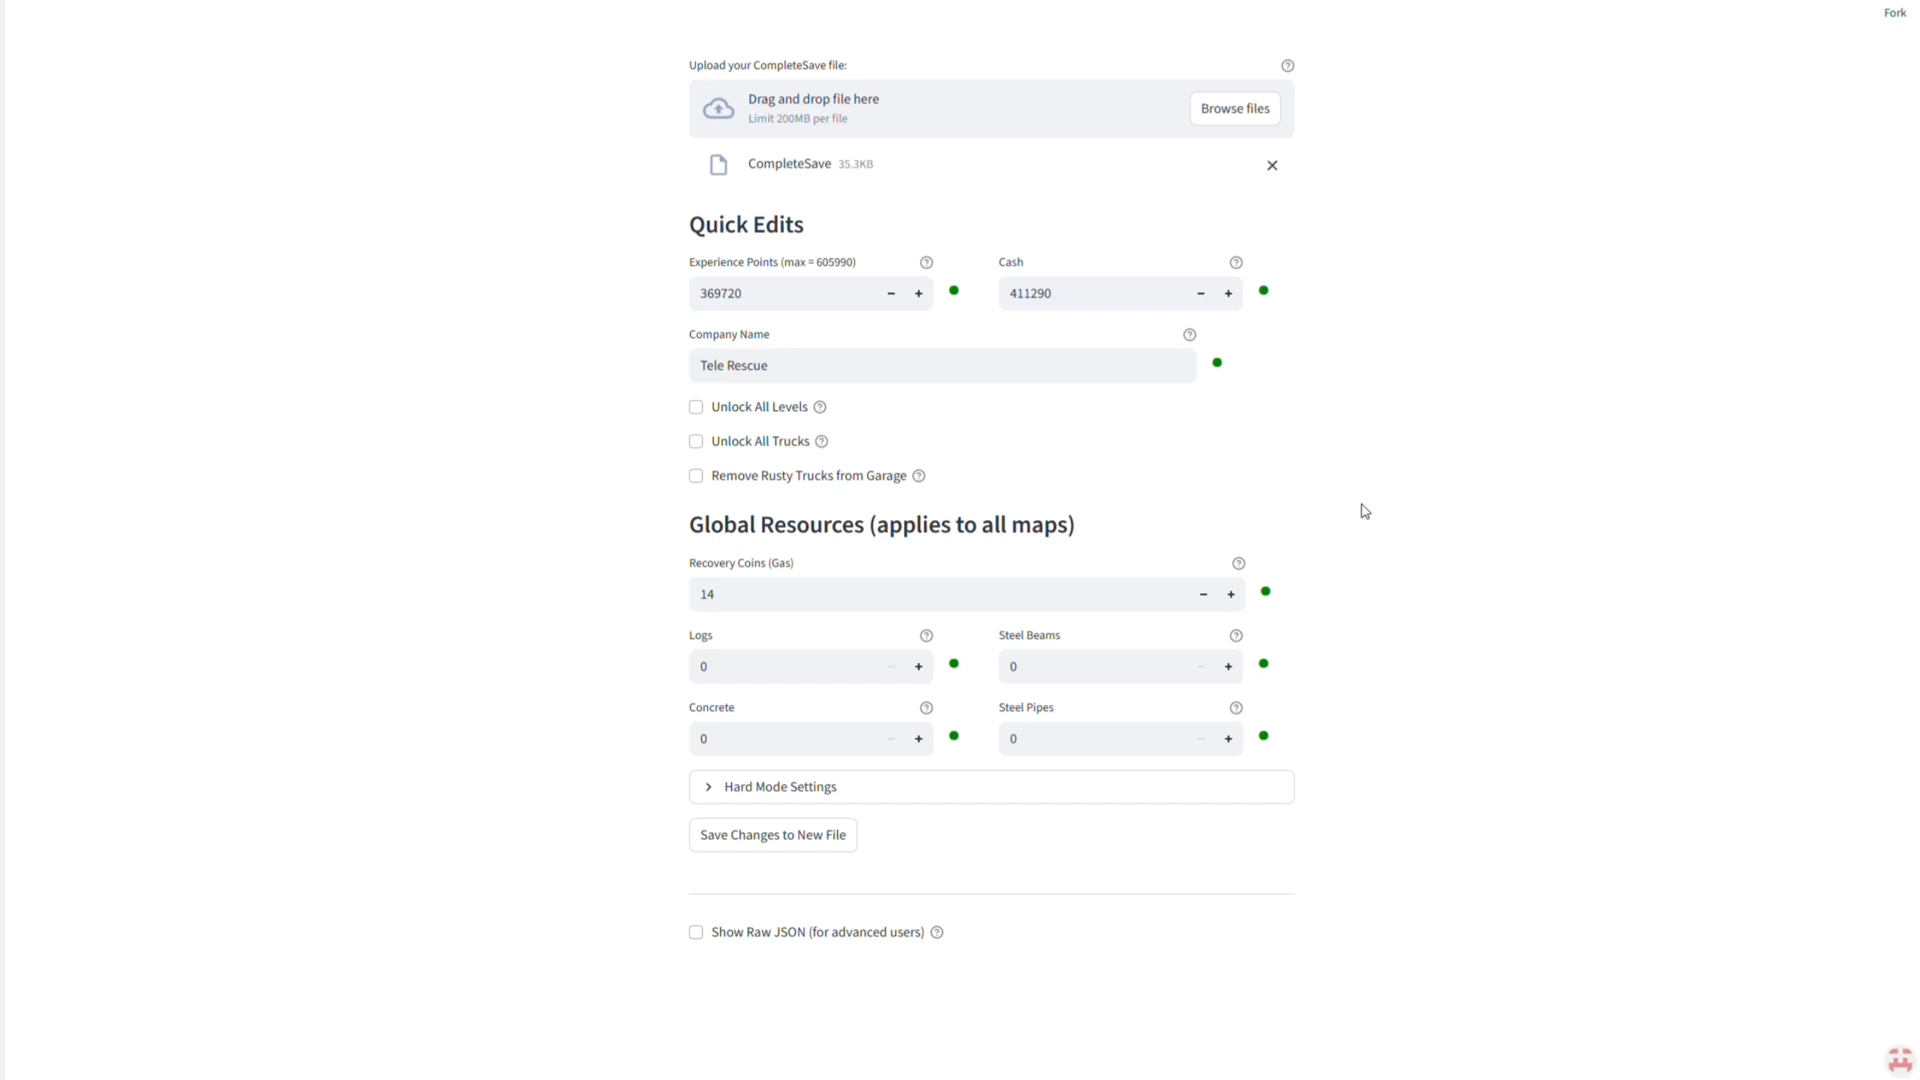 Fork
Upload your CompleteSave file:
Drag and drop file here
Limit 200MB per file
Browse files
CompleteSave 35.3KB
Quick Edits
Experience Points (max = 605990)
Cash
369720
411290
Company Name
Tele Rescue
Unlock All Levels
Unlock All Trucks
Remove Rusty Trucks from Garage
Global Resources (applies to all maps)
Recovery Coins (Gas)
14
Logs
Steel Beams
0
0
Concrete
Steel Pipes
0
0
Hard Mode Settings
Save Changes to New File
Show Raw JSON (for advanced users)